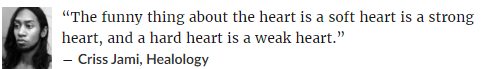 “The funny thing about the heart is a soft heart is a strong
heart, and a hard heart is a weak heart.”
― Criss Jami, Healology